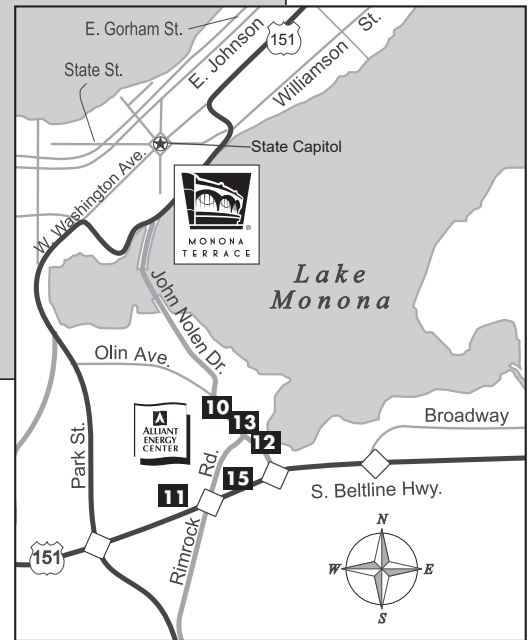 E. Gorham St.
E. Johnson
151
St.
State St.
Williamson
State Capitol
W. Washington Ave.
®
MONONA
TERRACE
Lake
Monona
John Nolen Dr.
Olin Ave.
10
13
12
Broadway
ALLIANT
ENERGY
CENTER
Park St.
Rd.
15
11
S. Beltline Hwy.
Rimrock
151
N
W
E
S